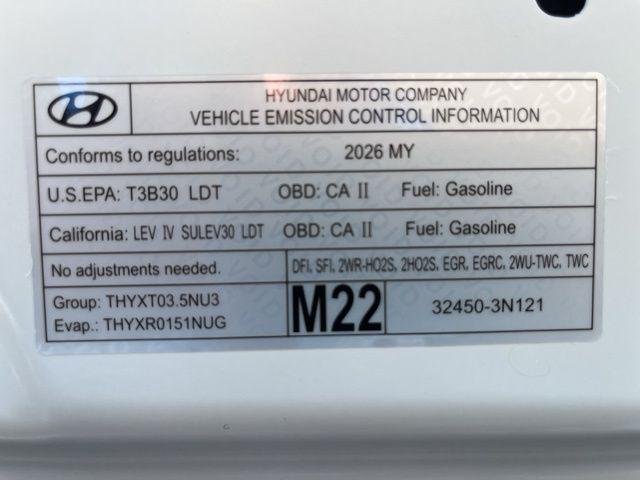 HYUNDAI MOTOR COMPANY
VEHICLE EMISSION CONTROL INFORMATION
Conforms to regulations: 2026 MY
U.S.EPA: T3B30 LDT OBD: CA II Fuel: Gasoline
California: LEV IV SULEV30 LDT OBD: CA II Fuel: Gasoline
No adjustments needed. DFI, SFI, 2WR-HO2S, 2HO2S, EGR, EGRC, 2WU-TWC, TWC
Group: THYXT03.5NU3
Evap.: THYXR0151NUG
M22
32450-3N121